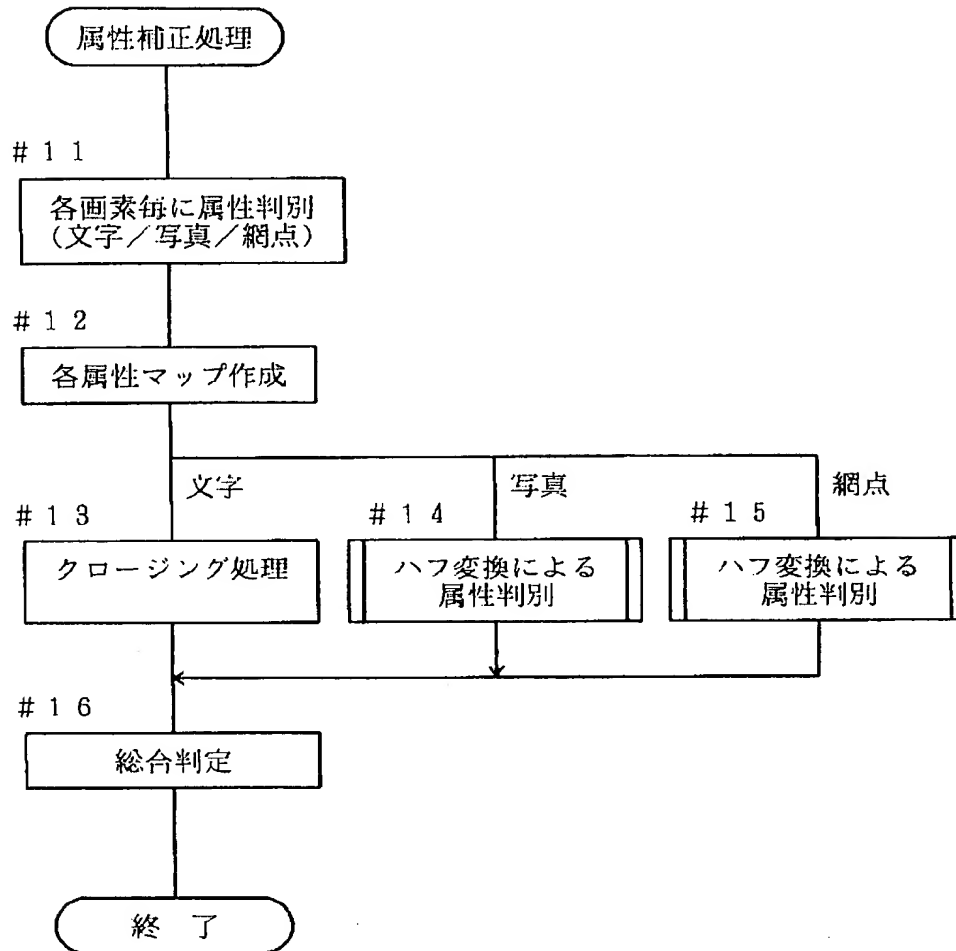 属性補正処理
#11
各画素毎に属性判別
(文字/写真/網点)
#12
各属性マップ作成
文字
写真
網点
#13
#14
#15
クロージング処理
ハフ変換による
属性判別
ハフ変換による
属性判別
#16
総合判定
終 了